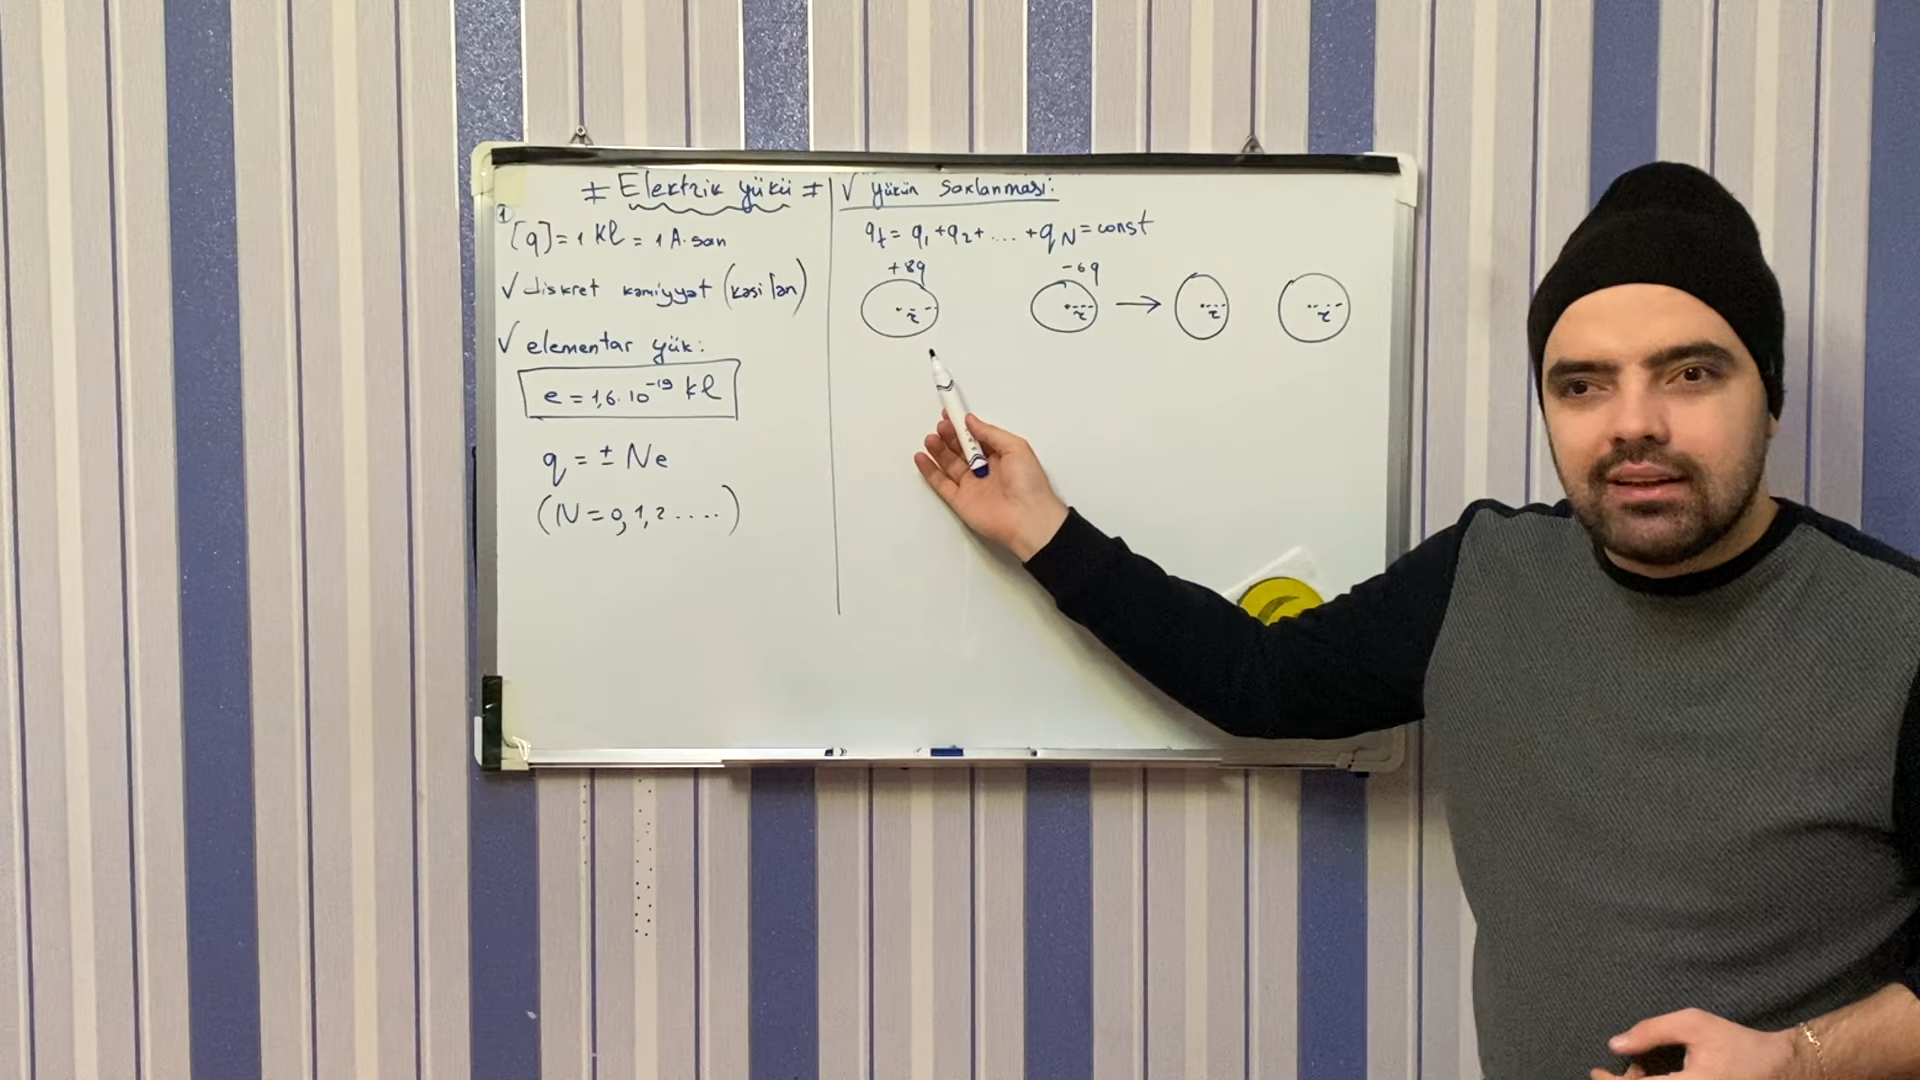 ≠ Elektrik yükü ≠
① [q] = 1 Kl = 1 A·san
√ diskret kəmiyyət (kəsilən)
√ elementar yük:
e = 1,6·10⁻¹⁹ kl
q = ± Ne
(N = 0, 1, 2 ....)
√ yükün saxlanması:
qt = q₁ + q₂ + .... + qN = const
+8q -6q
r r → r r